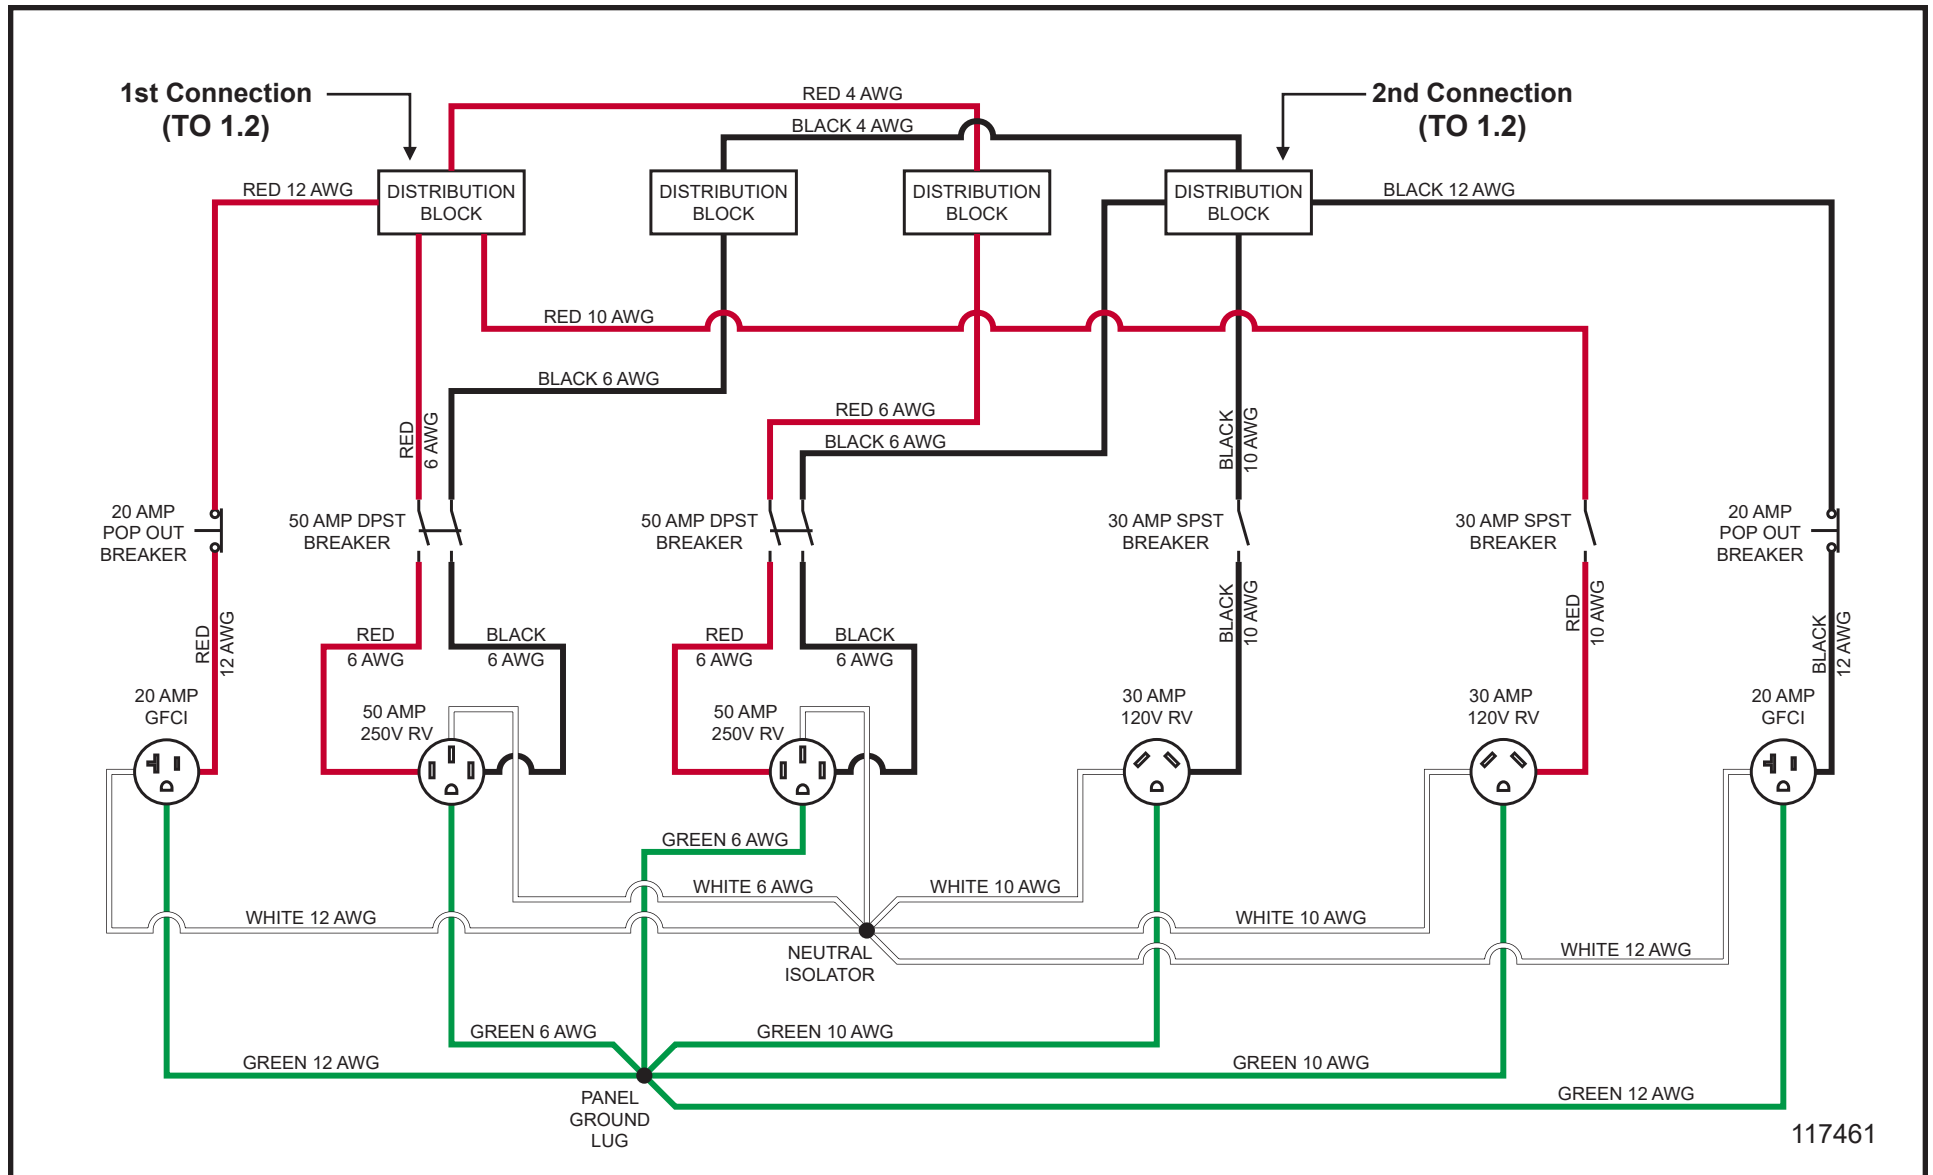 1st Connection
(TO 1.2)
RED 4 AWG
BLACK 4 AWG
2nd Connection
(TO 1.2)
RED 12 AWG
DISTRIBUTION
BLOCK
DISTRIBUTION
BLOCK
DISTRIBUTION
BLOCK
DISTRIBUTION
BLOCK
BLACK 12 AWG
RED 10 AWG
BLACK 6 AWG
RED 6 AWG
BLACK 6 AWG
RED
6 AWG
BLACK
10 AWG
20 AMP
POP OUT
BREAKER
50 AMP DPST
BREAKER
50 AMP DPST
BREAKER
30 AMP SPST
BREAKER
30 AMP SPST
BREAKER
20 AMP
POP OUT
BREAKER
RED
12 AWG
RED
6 AWG
BLACK
6 AWG
RED
6 AWG
BLACK
6 AWG
BLACK
10 AWG
RED
10 AWG
BLACK
12 AWG
20 AMP
GFCI
50 AMP
250V RV
50 AMP
250V RV
30 AMP
120V RV
30 AMP
120V RV
20 AMP
GFCI
GREEN 6 AWG
WHITE 6 AWG
WHITE 10 AWG
WHITE 12 AWG
WHITE 10 AWG
WHITE 12 AWG
NEUTRAL
ISOLATOR
GREEN 6 AWG
GREEN 10 AWG
GREEN 12 AWG
GREEN 10 AWG
GREEN 12 AWG
PANEL
GROUND
LUG
117461